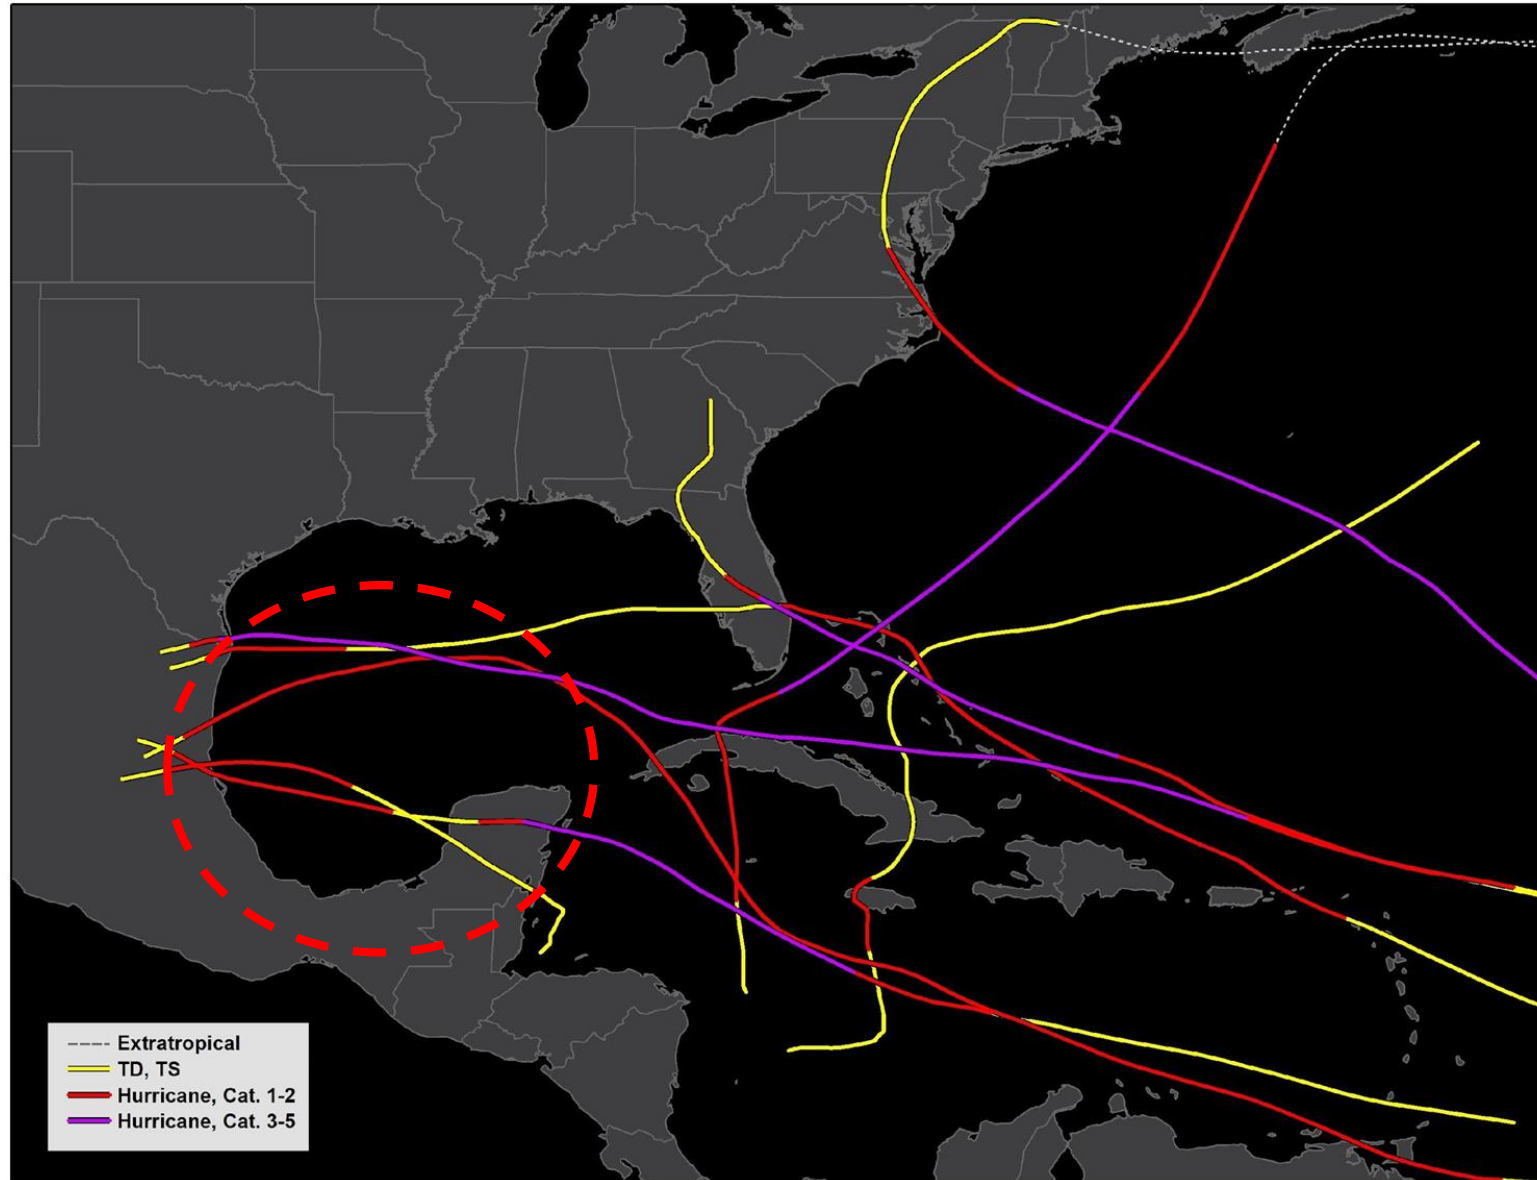 Extratropical
TD, TS
Hurricane, Cat. 1-2
Hurricane, Cat. 3-5